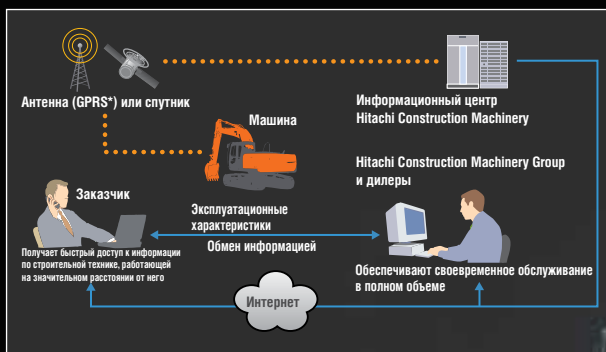 Антенна (GPRS*) или спутник
Информационный центр
Hitachi Construction Machinery
Машина
Hitachi Construction Machinery Group
и дилеры
Заказчик
Эксплуатационные
характеристики
Обмен информацией
Получает быстрый доступ к информации
по строительной технике, работающей
на значительном расстоянии от него
Обеспечивают своевременное обслуживание
в полном объеме
Интернет